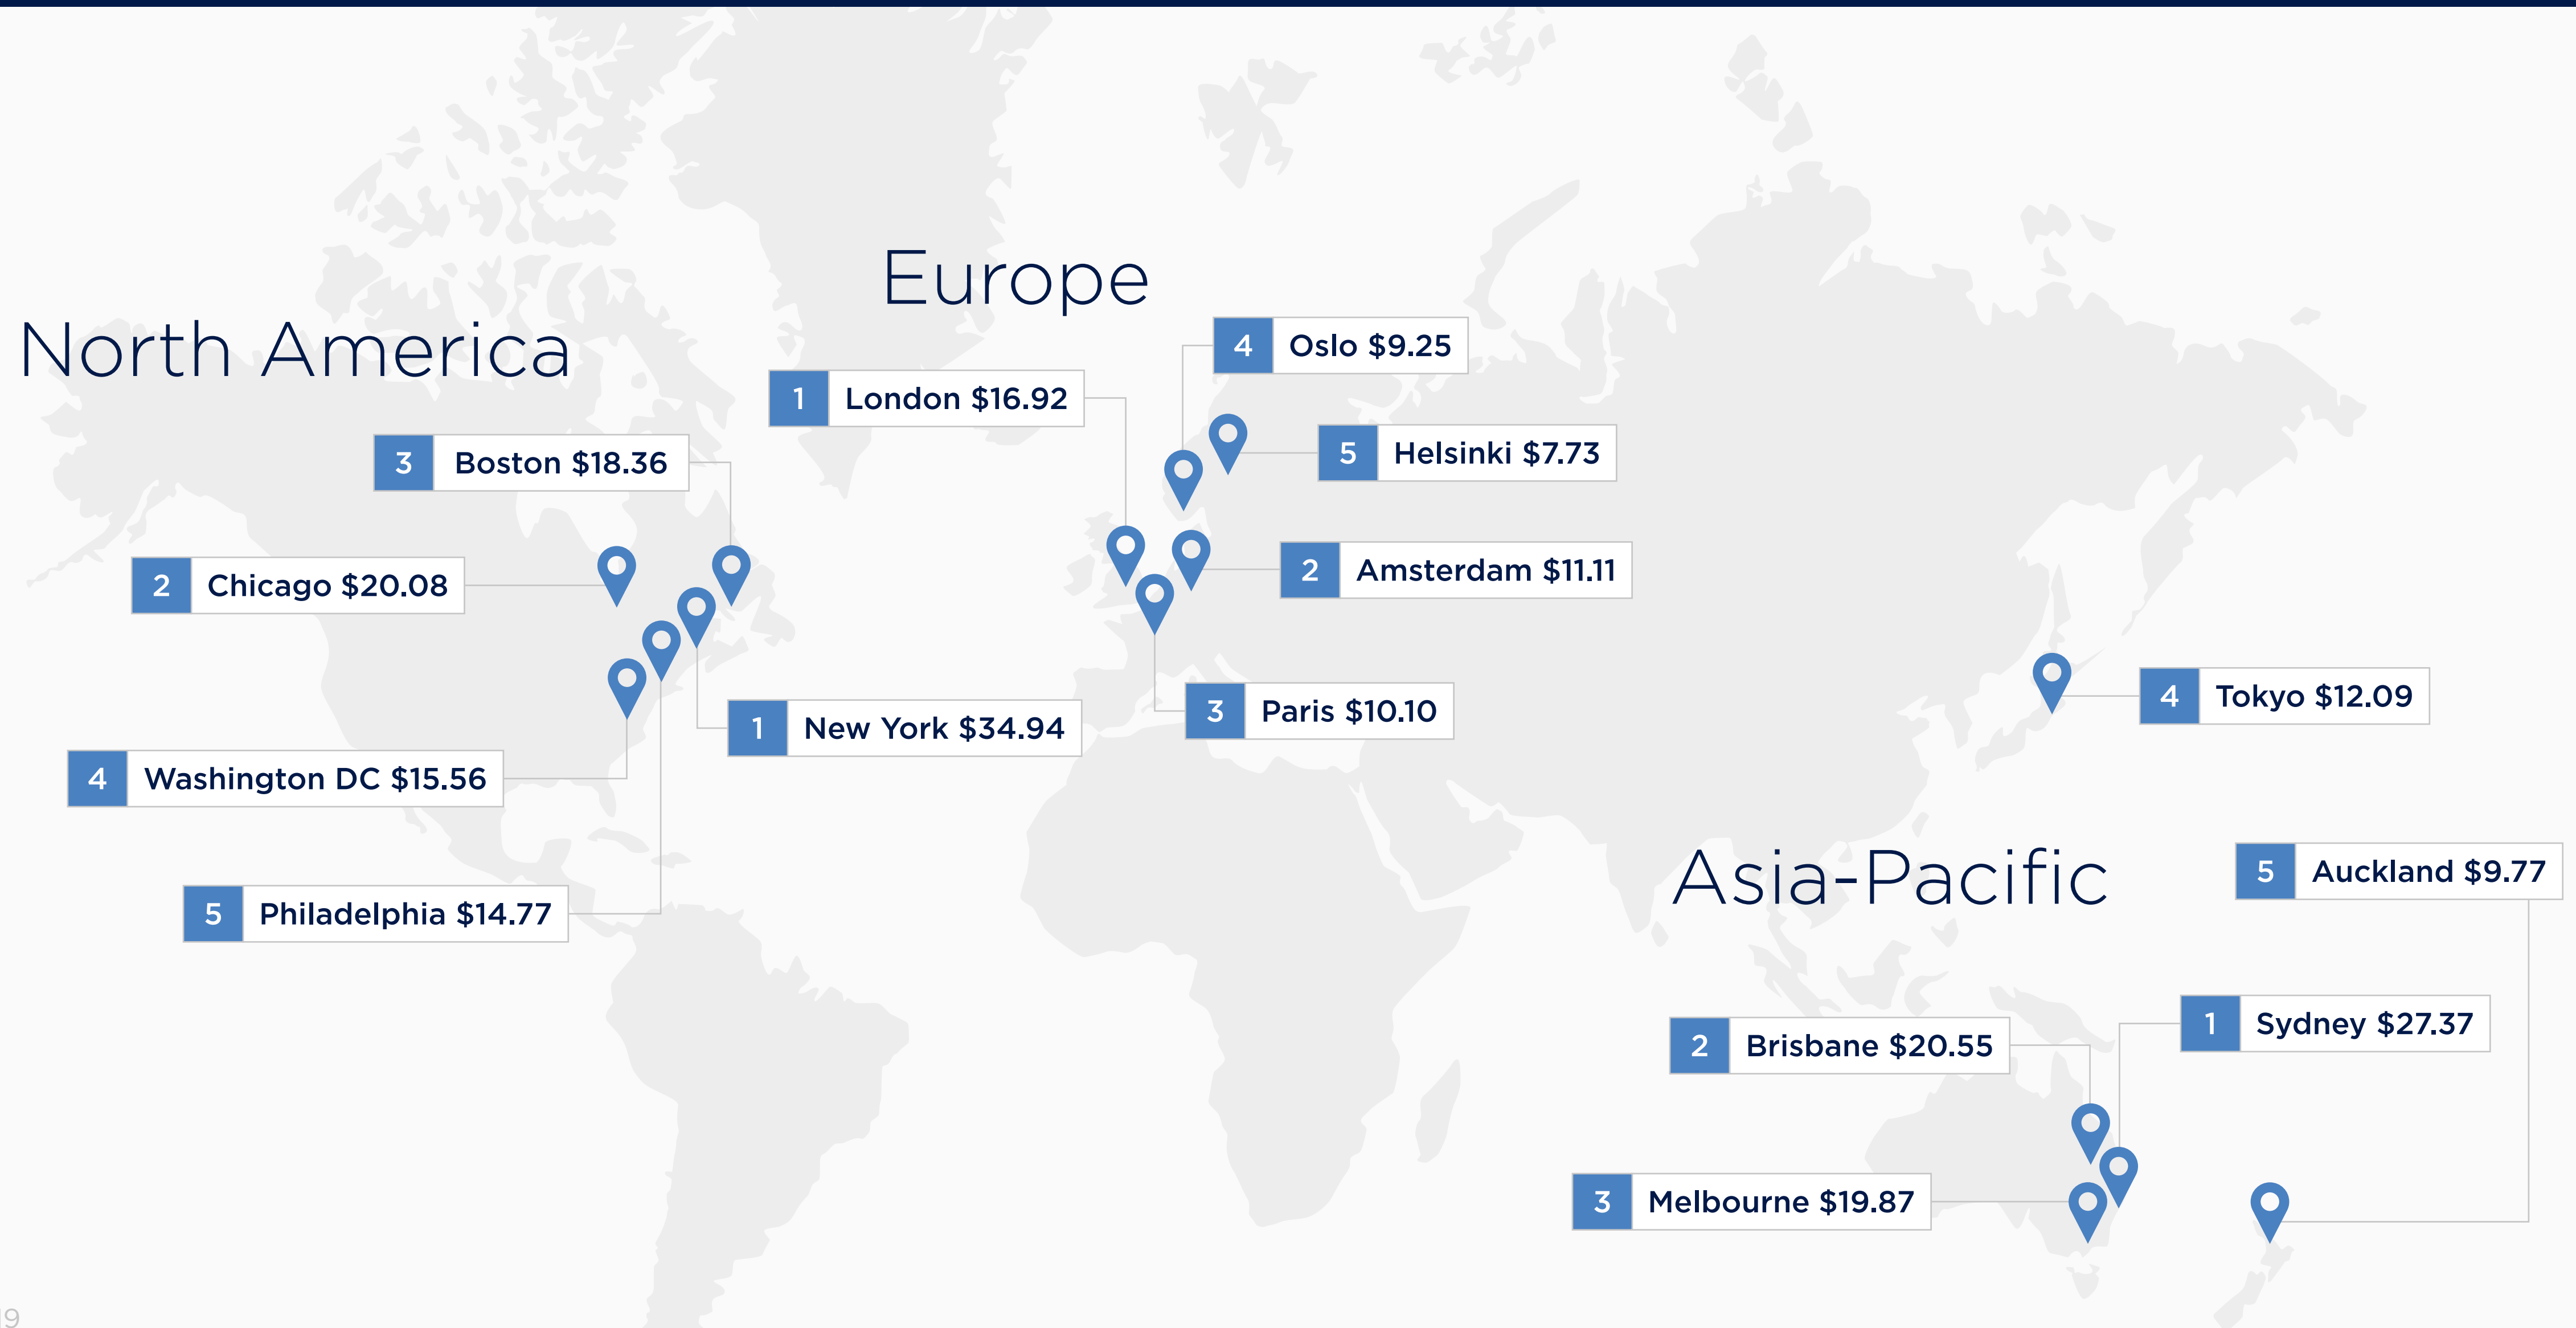 Europe
North America
4 Oslo $9.25
1 London $16.92
5 Helsinki $7.73
3 Boston $18.36
2 Chicago $20.08
2 Amsterdam $11.11
4 Tokyo $12.09
3 Paris $10.10
1 New York $34.94
4 Washington DC $15.56
Asia-Pacific
5 Auckland $9.77
5 Philadelphia $14.77
1 Sydney $27.37
2 Brisbane $20.55
3 Melbourne $19.87
19